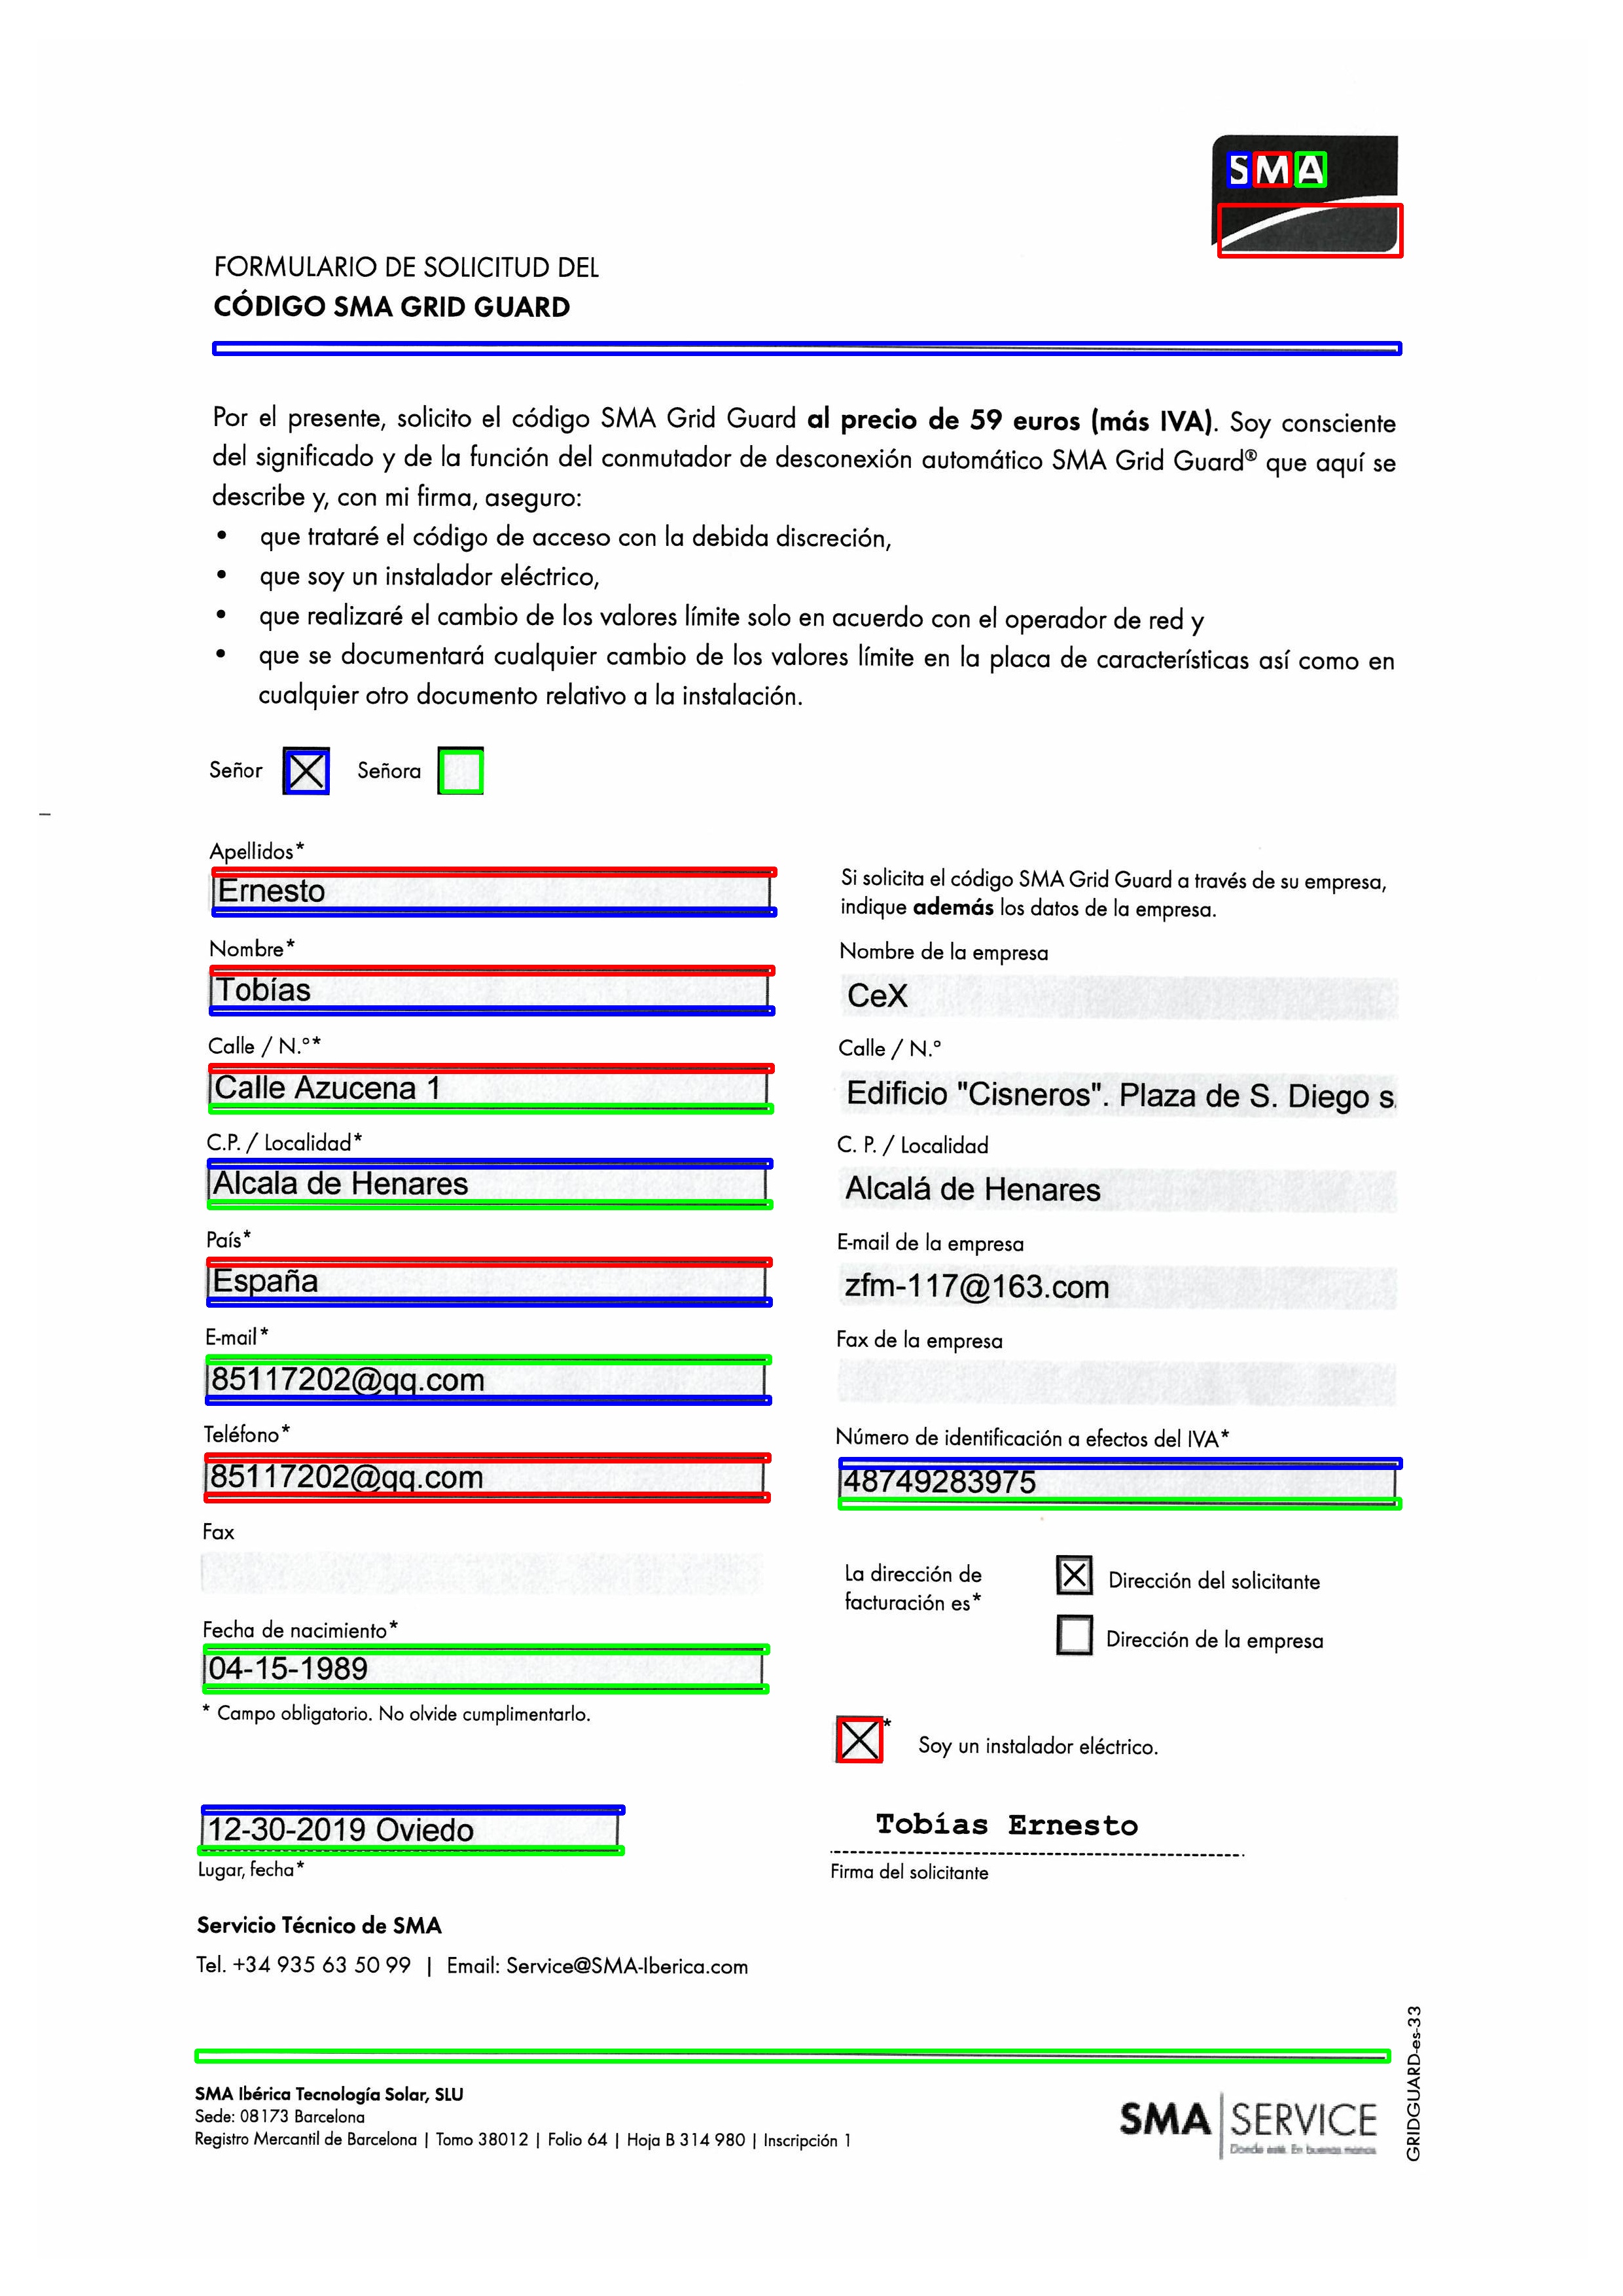 SMA
FORMULARIO DE SOLICITUD DEL
CÓDIGO SMA GRID GUARD
Por el presente, solicito el código SMA Grid Guard al precio de 59 euros (más IVA). Soy consciente
del significado y de la función del conmutador de desconexión automático SMA Grid Guard® que aquí se
describe y, con mi firma, aseguro:
• que trataré el código de acceso con la debida discreción,
• que soy un instalador eléctrico,
• que realizaré el cambio de los valores límite solo en acuerdo con el operador de red y
• que se documentará cualquier cambio de los valores límite en la placa de características así como en
cualquier otro documento relativo a la instalación.
Señor Señora
Apellidos*
Ernesto
Nombre*
Tobías
Calle / N.º*
Calle Azucena 1
C.P. / Localidad*
Alcala de Henares
País*
España
E-mail*
85117202@qq.com
Teléfono*
85117202@qq.com
Fax
Fecha de nacimiento*
04-15-1989
* Campo obligatorio. No olvide cumplimentarlo.
Si solicita el código SMA Grid Guard a través de su empresa,
indique además los datos de la empresa.
Nombre de la empresa
CeX
Calle / N.º
Edificio "Cisneros". Plaza de S. Diego s.
C. P. / Localidad
Alcalá de Henares
E-mail de la empresa
zfm-117@163.com
Fax de la empresa
Número de identificación a efectos del IVA*
48749283975
La dirección de
facturación es*
Dirección del solicitante
Dirección de la empresa
* Soy un instalador eléctrico.
12-30-2019 Oviedo
Lugar, fecha*
Tobías Ernesto
Firma del solicitante
Servicio Técnico de SMA
Tel. +34 935 63 50 99 | Email: Service@SMA-Iberica.com
SMA Ibérica Tecnología Solar, SLU
Sede: 08173 Barcelona
Registro Mercantil de Barcelona | Tomo 38012 | Folio 64 | Hoja B 314 980 | Inscripción 1
SMA SERVICE
Donde esté. En buenas manos
GRIDGUARD-es-33